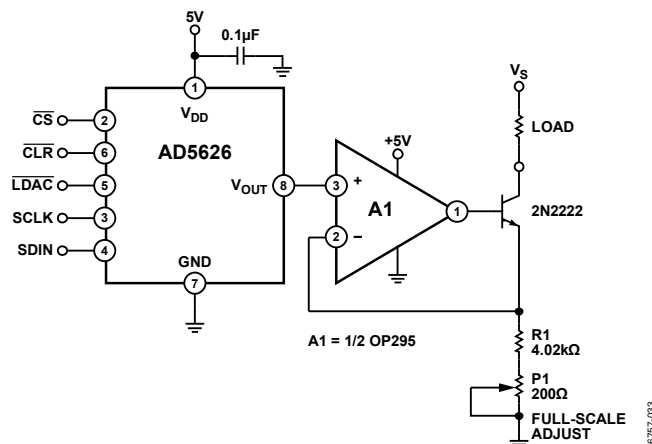 5V
0.1µF
1
VDD
CS
2
CLR
6
LDAC
5
SCLK
3
SDIN
4
AD5626
VOUT
8
GND
7
+5V
3
+
A1
1
2
–
A1 = 1/2 OP295
VS
LOAD
2N2222
R1
4.02kΩ
P1
200Ω
FULL-SCALE
ADJUST